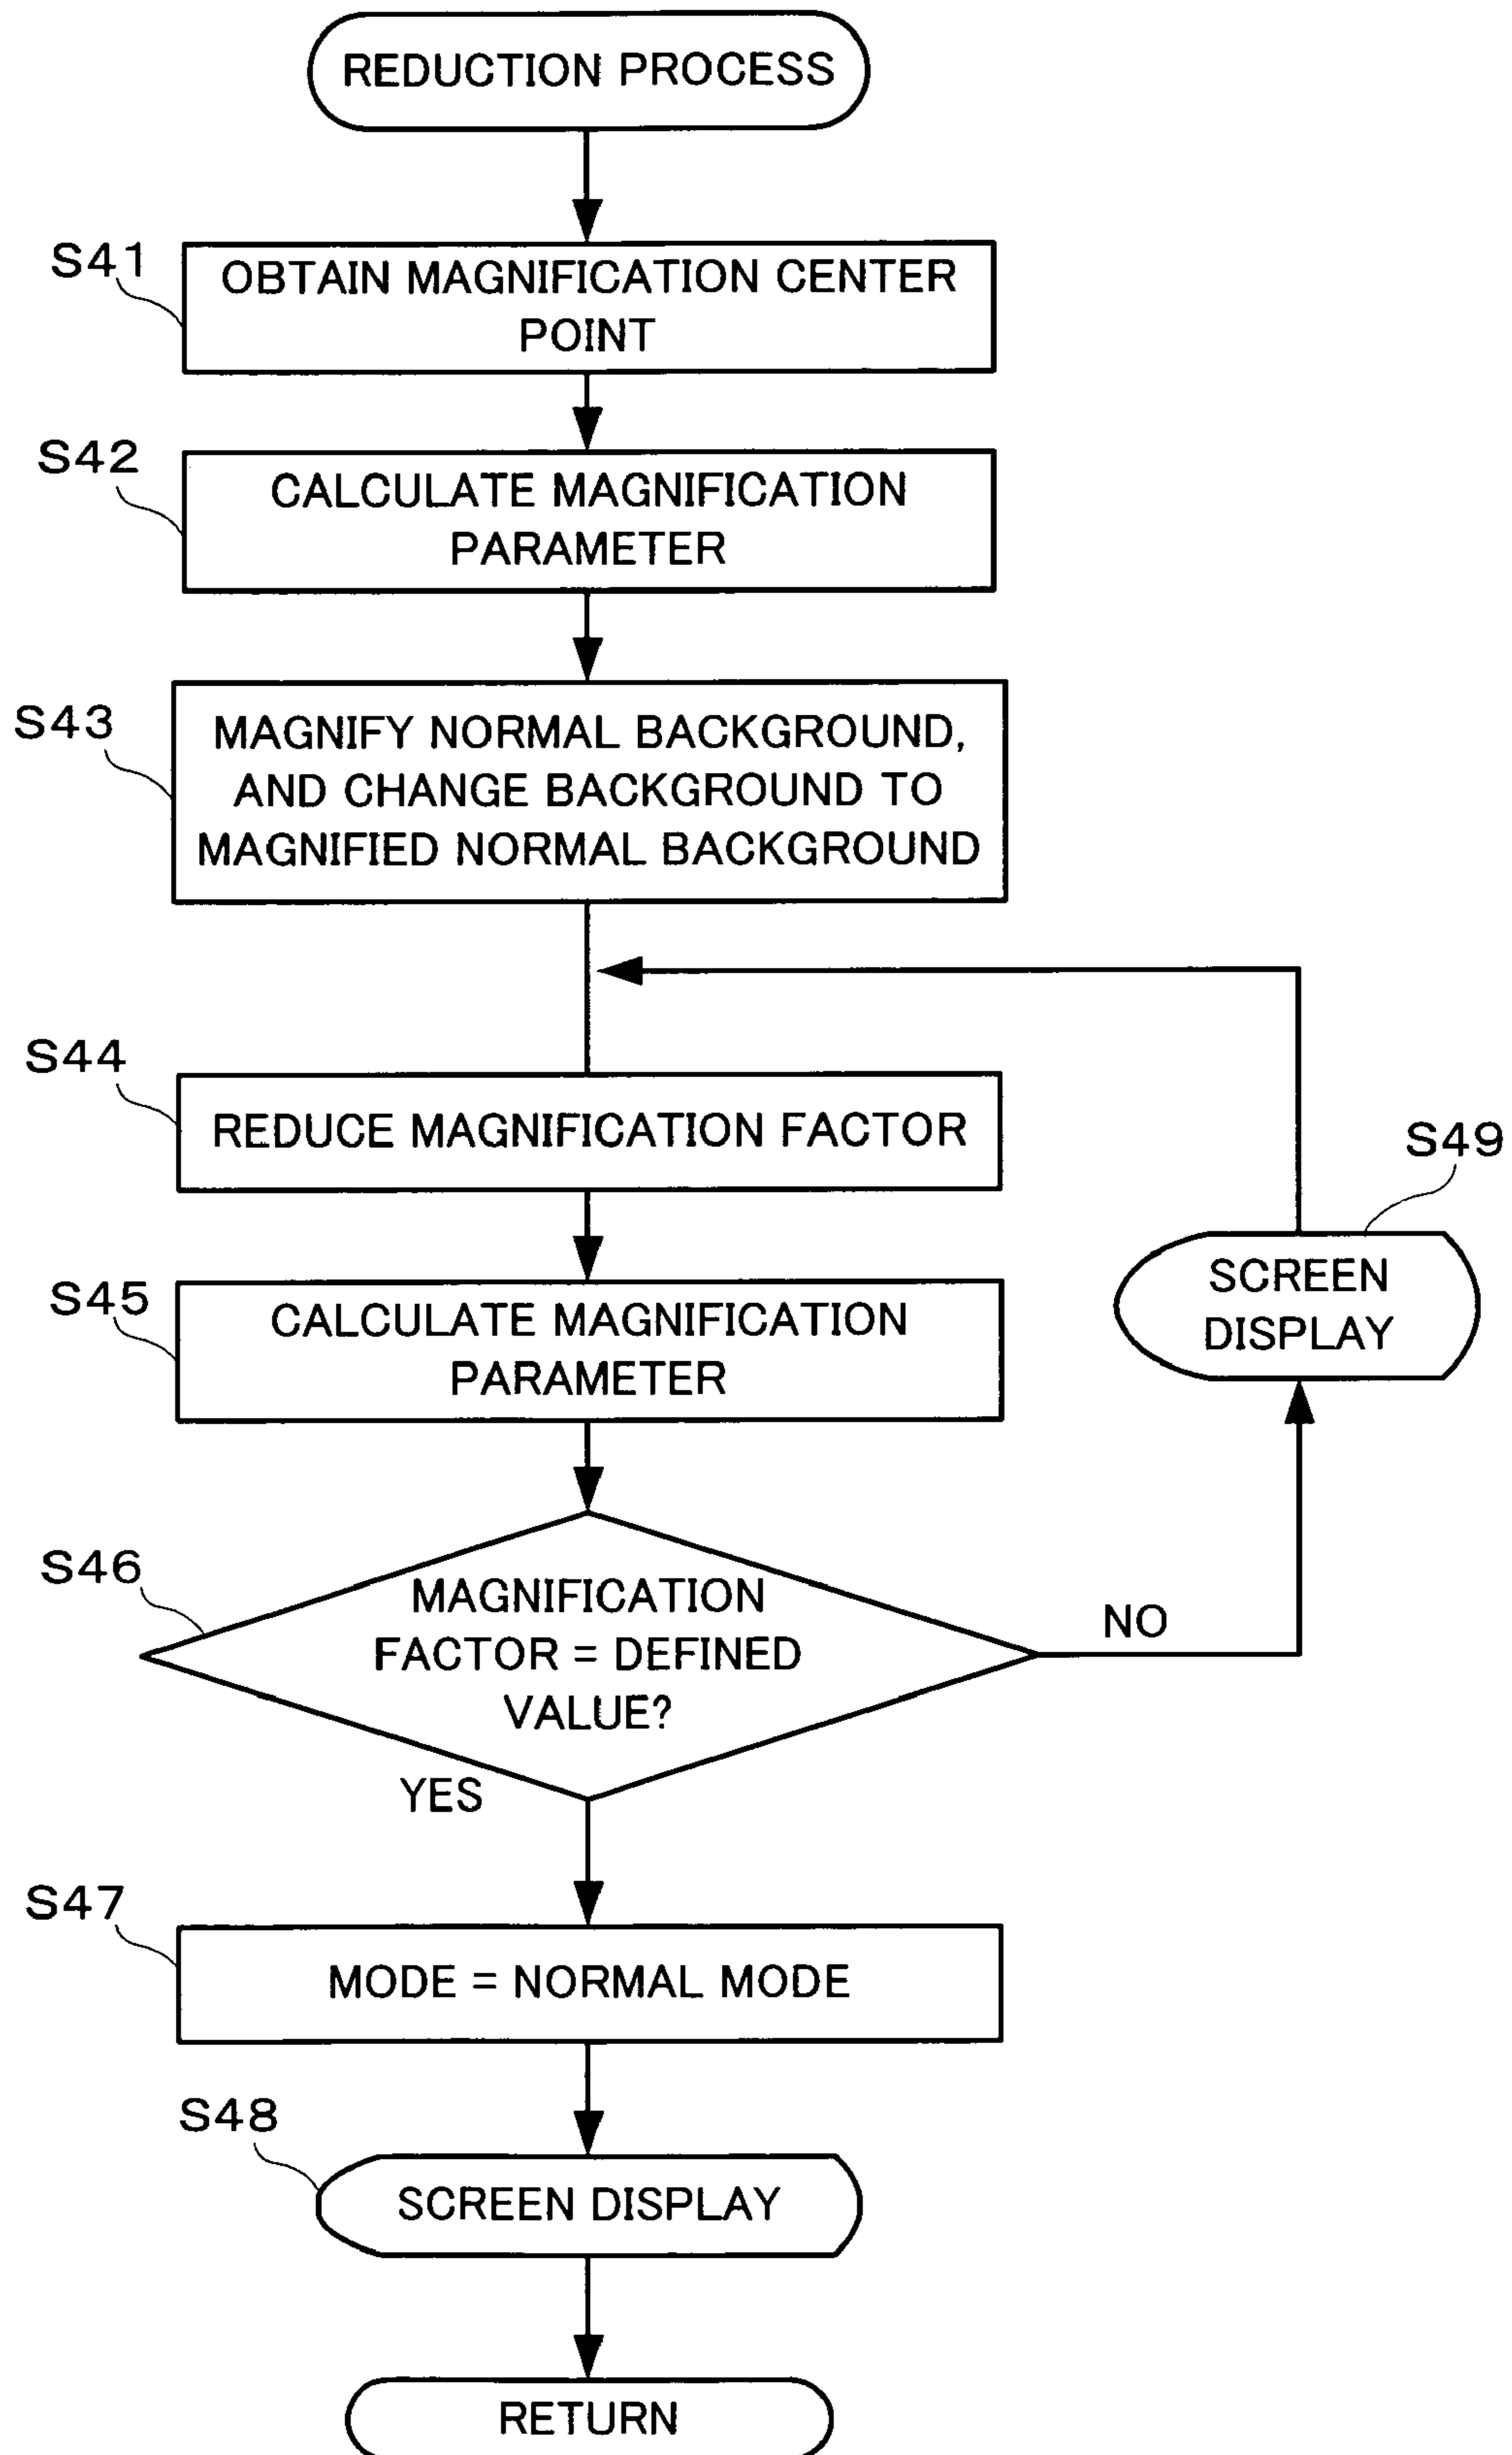 REDUCTION PROCESS
S41
OBTAIN MAGNIFICATION CENTER
POINT
S42
CALCULATE MAGNIFICATION
PARAMETER
S43
MAGNIFY NORMAL BACKGROUND,
AND CHANGE BACKGROUND TO
MAGNIFIED NORMAL BACKGROUND
S44
REDUCE MAGNIFICATION FACTOR
S49
SCREEN
DISPLAY
S45
CALCULATE MAGNIFICATION
PARAMETER
S46
MAGNIFICATION
FACTOR = DEFINED
VALUE?
NO
YES
S47
MODE = NORMAL MODE
S48
SCREEN DISPLAY
RETURN